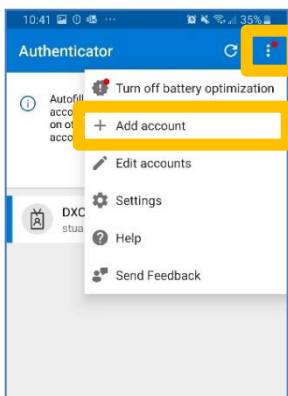 10:41 35%
Authenticator
Turn off battery optimization
Autofill
acco
on ot
acco
+ Add account
Edit accounts
Settings
DXC
stua
Help
Send Feedback